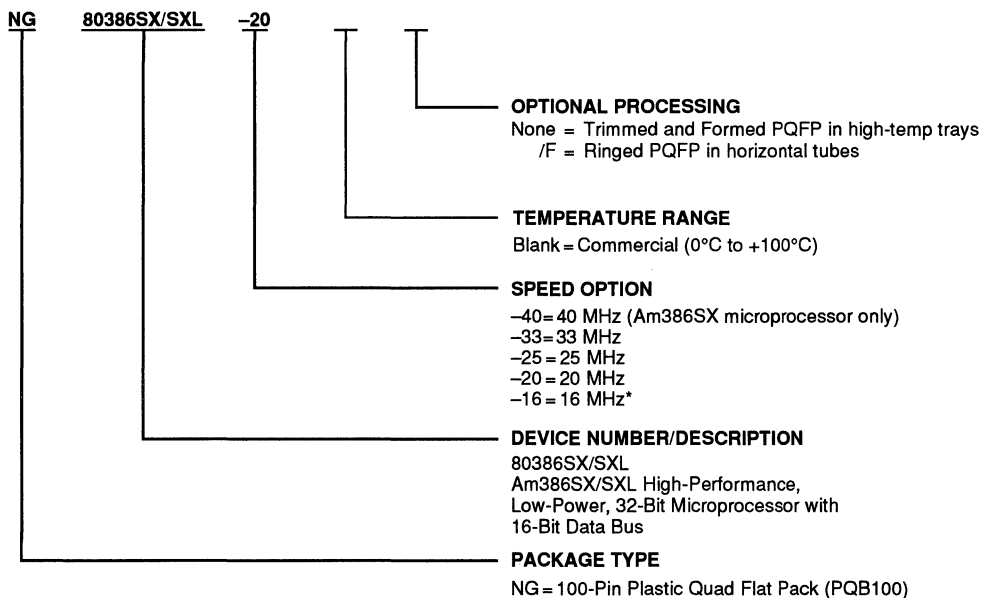 NG 80386SX/SXL –20
OPTIONAL PROCESSING
None = Trimmed and Formed PQFP in high-temp trays
/F = Ringed PQFP in horizontal tubes
TEMPERATURE RANGE
Blank = Commercial (0°C to +100°C)
SPEED OPTION
–40 = 40 MHz (Am386SX microprocessor only)
–33 = 33 MHz
–25 = 25 MHz
–20 = 20 MHz
–16 = 16 MHz*
DEVICE NUMBER/DESCRIPTION
80386SX/SXL
Am386SX/SXL High-Performance,
Low-Power, 32-Bit Microprocessor with
16-Bit Data Bus
PACKAGE TYPE
NG = 100-Pin Plastic Quad Flat Pack (PQB100)